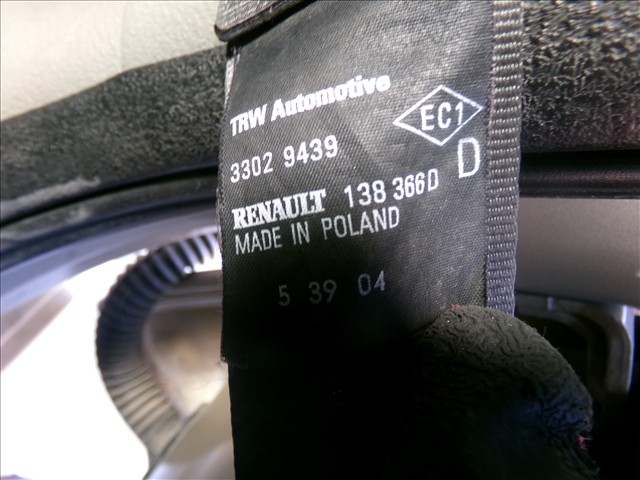 TRW Automotive
EC1
3302 9439
D
RENAULT 138 366D
MADE IN POLAND
5 39 04